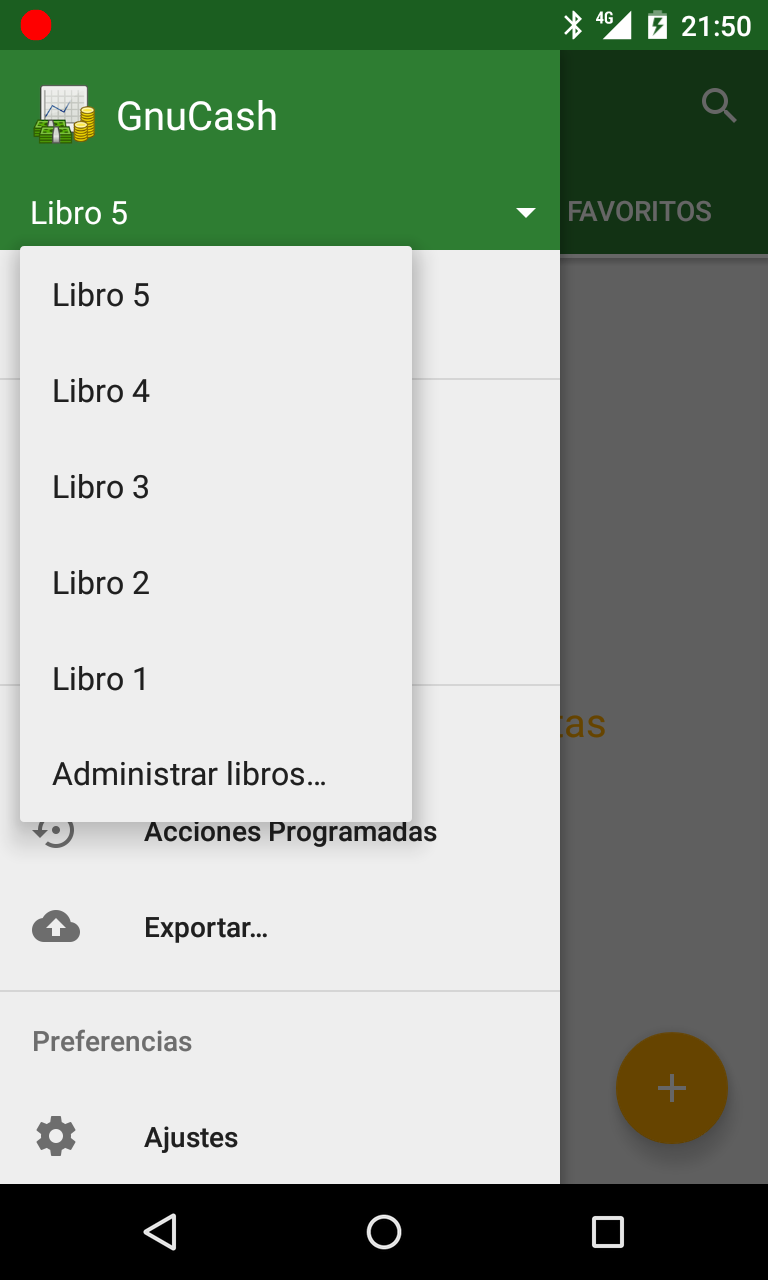 4G 21:50
GnuCash
Libro 5
FAVORITOS
Libro 5
Libro 4
Libro 3
Libro 2
Libro 1
tas
Administrar libros…
Acciones Programadas
Exportar…
Preferencias
Ajustes